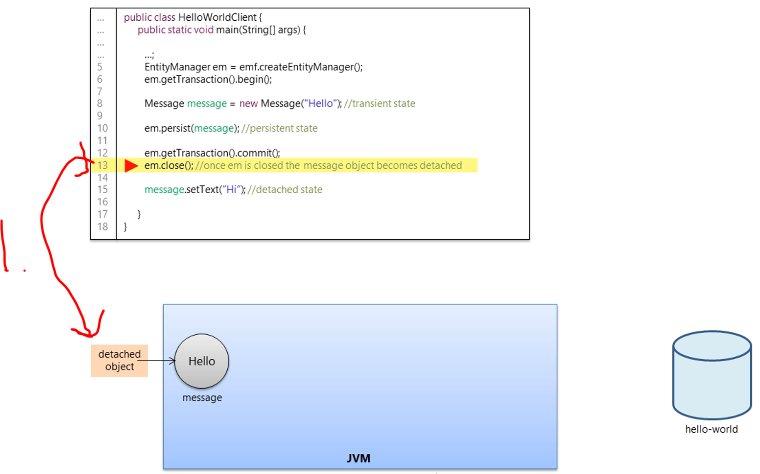 ... public class HelloWorldClient {
... public static void main(String[] args) {
...
... ...;
5 EntityManager em = emf.createEntityManager();
6 em.getTransaction().begin();
7
8 Message message = new Message("Hello"); //transient state
9
10 em.persist(message); //persistent state
11
12 em.getTransaction().commit();
13 em.close(); //once em is closed the message object becomes detached
14
15 message.setText("Hi"); //detached state
16
17 }
18 }
1.
detached
object
Hello
message
JVM
hello-world